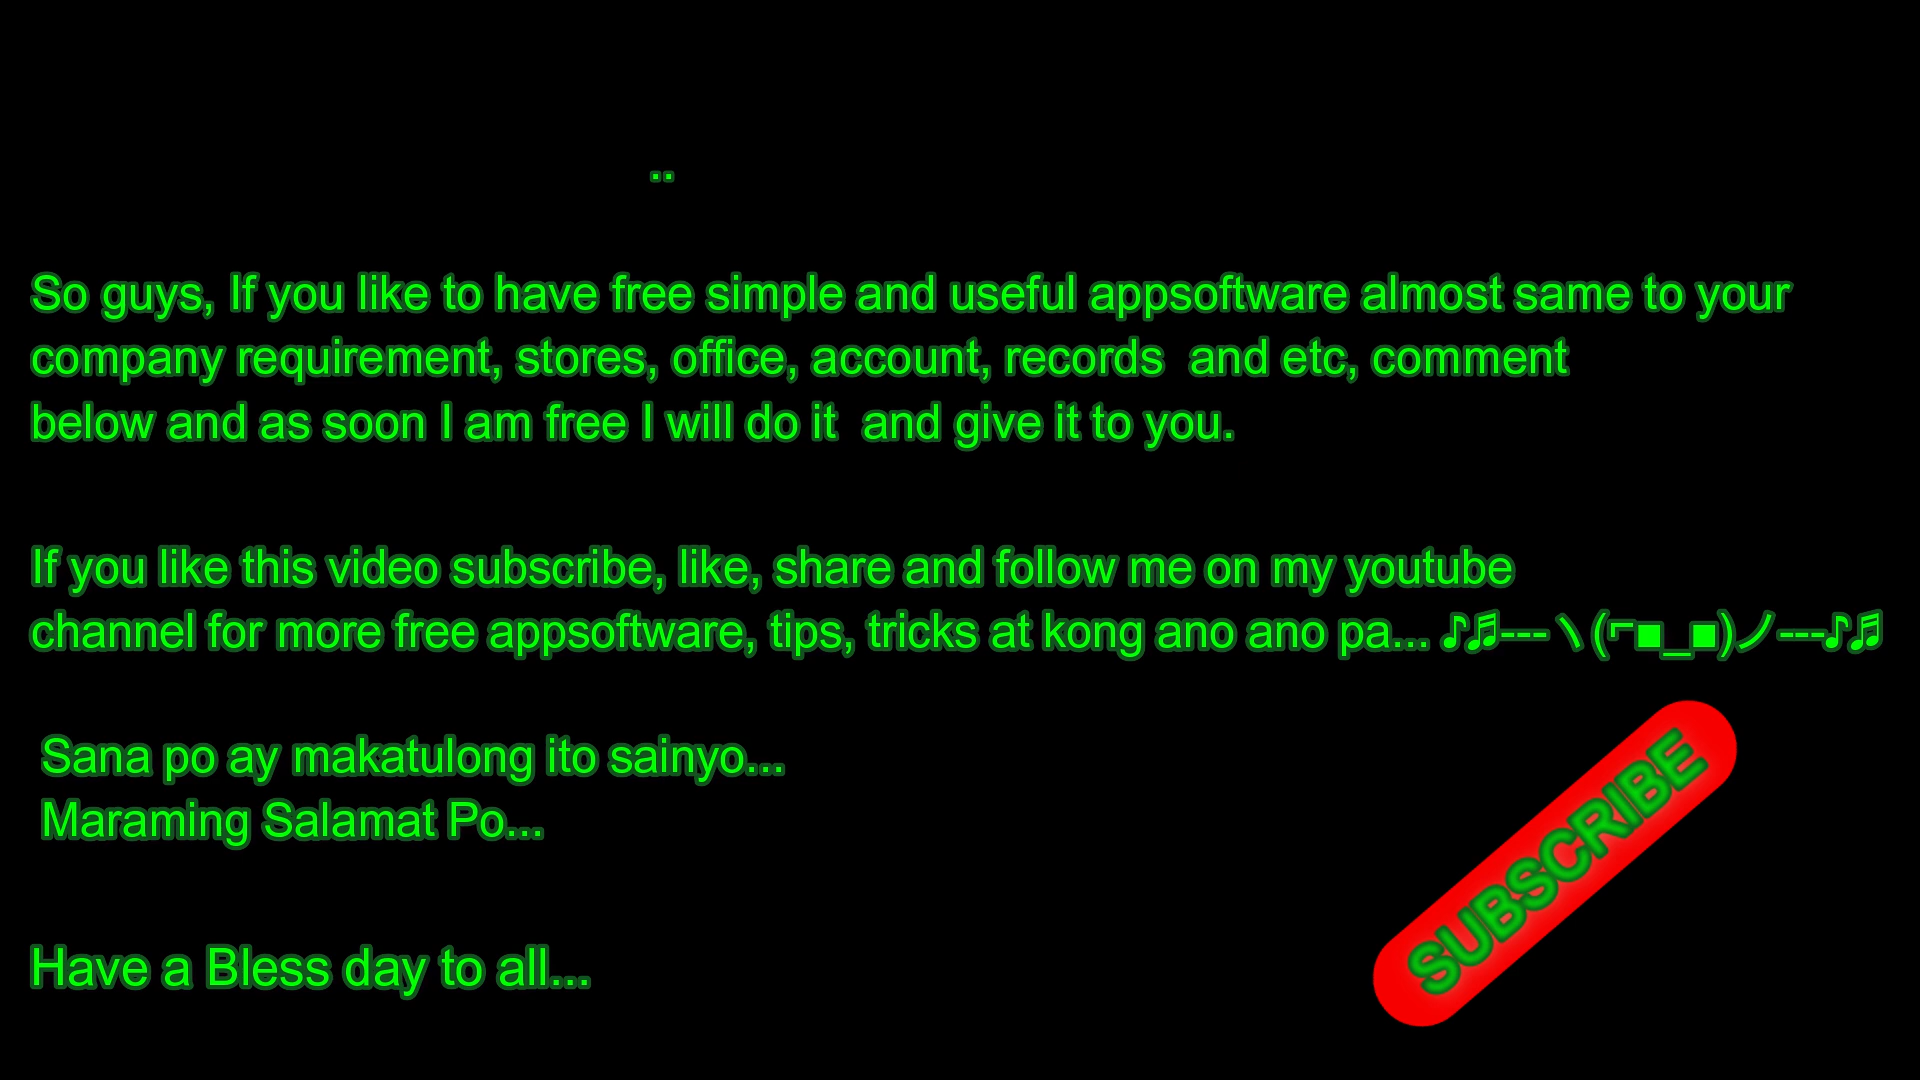 ..
So guys, If you like to have free simple and useful appsoftware almost same to your
company requirement, stores, office, account, records  and etc, comment
below and as soon I am free I will do it  and give it to you.
If you like this video subscribe, like, share and follow me on my youtube
channel for more free appsoftware, tips, tricks at kong ano ano pa... ♪♬---ヽ(⌐■_■)ノ---♪♬
Sana po ay makatulong ito sainyo...
Maraming Salamat Po...
SUBSCRIBE
Have a Bless day to all...